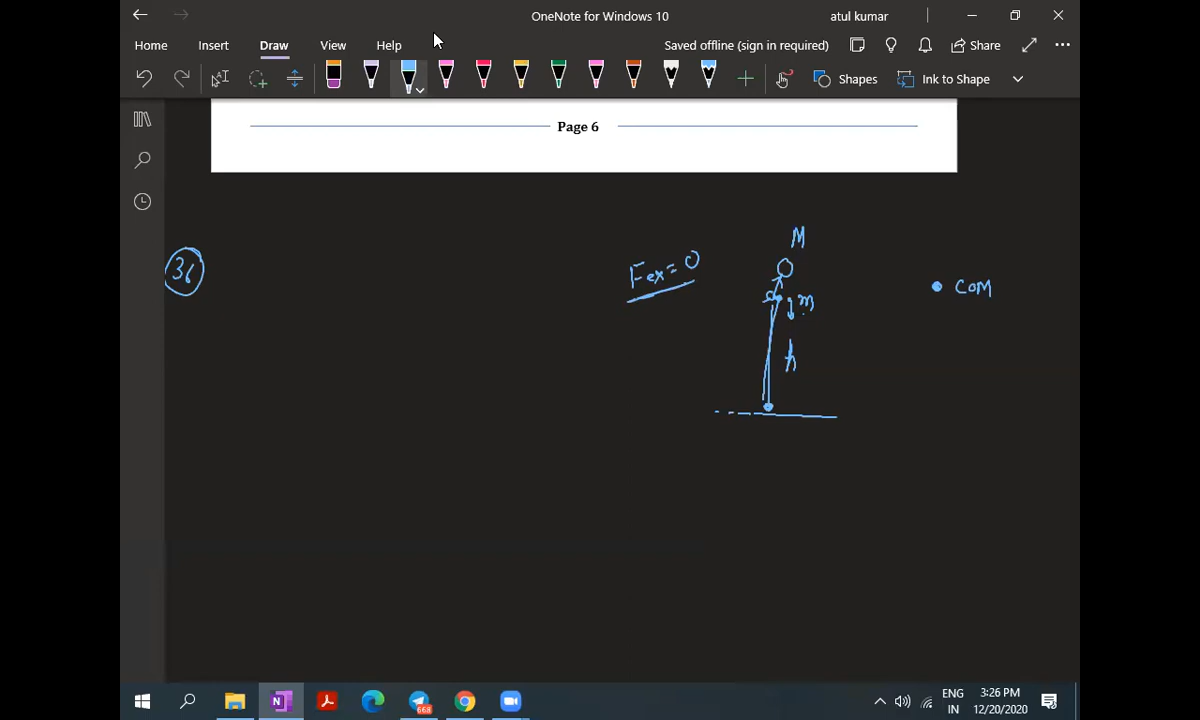 OneNote for Windows 10
atul kumar
Home Insert Draw View Help
Saved offline (sign in required)
Share
Shapes
Ink to Shape
Page 6
36
Fex = 0
M
m
h
COM
N
668
ENG
IN
3:26 PM
12/20/2020